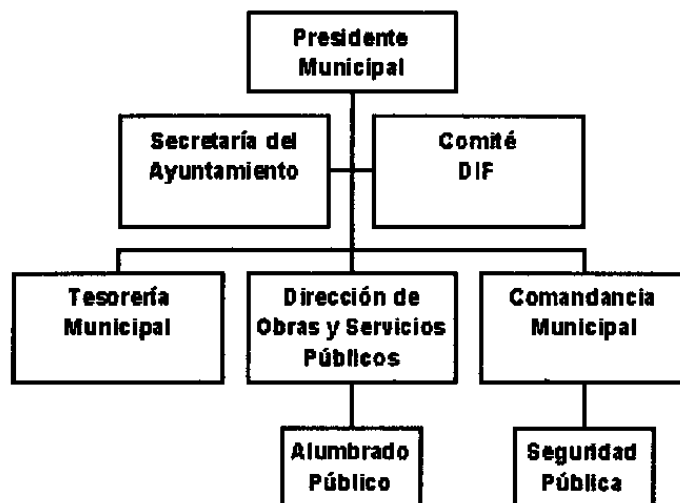 Presidente
Municipal
Secretaría del
Ayuntamiento
Comité
DIF
Tesorería
Municipal
Dirección de
Obras y Servicios
Públicos
Comandancia
Municipal
Alumbrado
Público
Seguridad
Pública